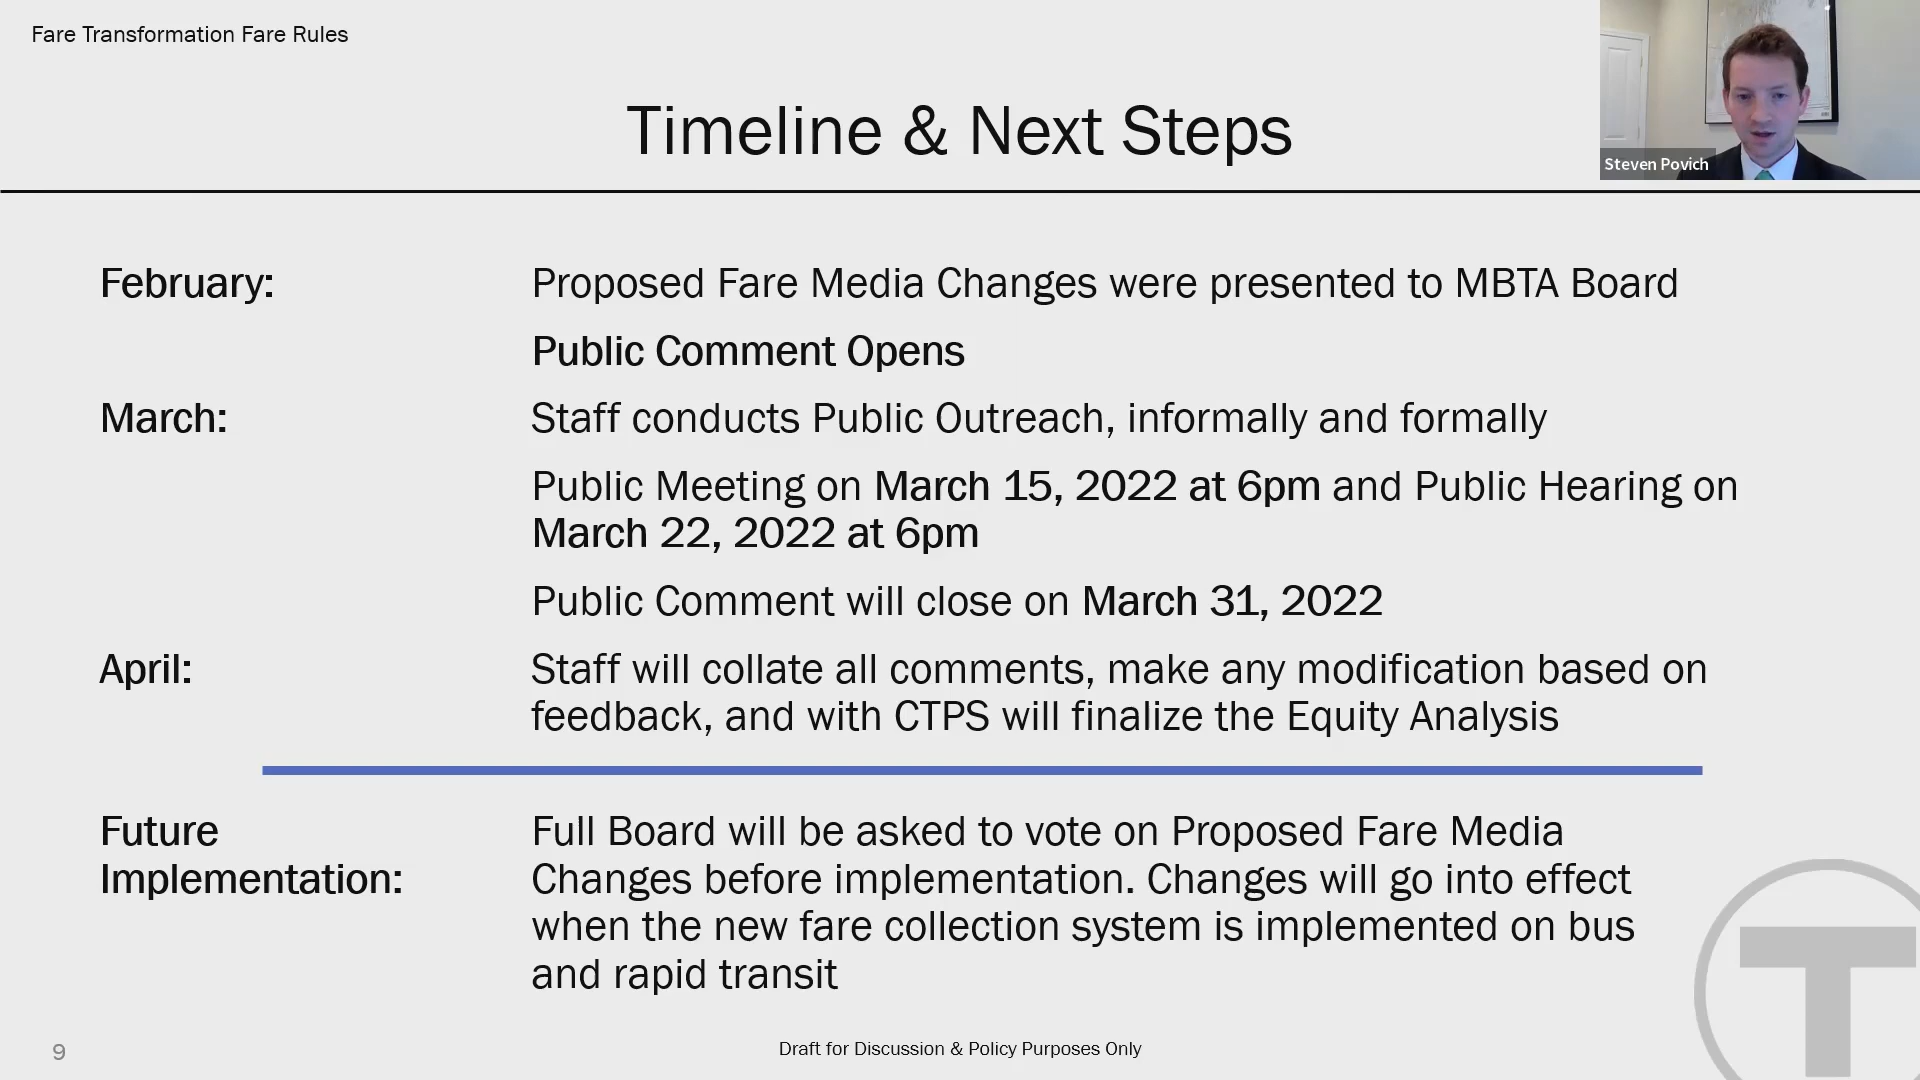 Fare Transformation Fare Rules
Timeline & Next Steps
Steven Povich
February:
Proposed Fare Media Changes were presented to MBTA Board
Public Comment Opens
March:
Staff conducts Public Outreach, informally and formally
Public Meeting on March 15, 2022 at 6pm and Public Hearing on
March 22, 2022 at 6pm
Public Comment will close on March 31, 2022
April:
Staff will collate all comments, make any modification based on
feedback, and with CTPS will finalize the Equity Analysis
Future
Implementation:
Full Board will be asked to vote on Proposed Fare Media
Changes before implementation. Changes will go into effect
when the new fare collection system is implemented on bus
and rapid transit
T
9
Draft for Discussion & Policy Purposes Only